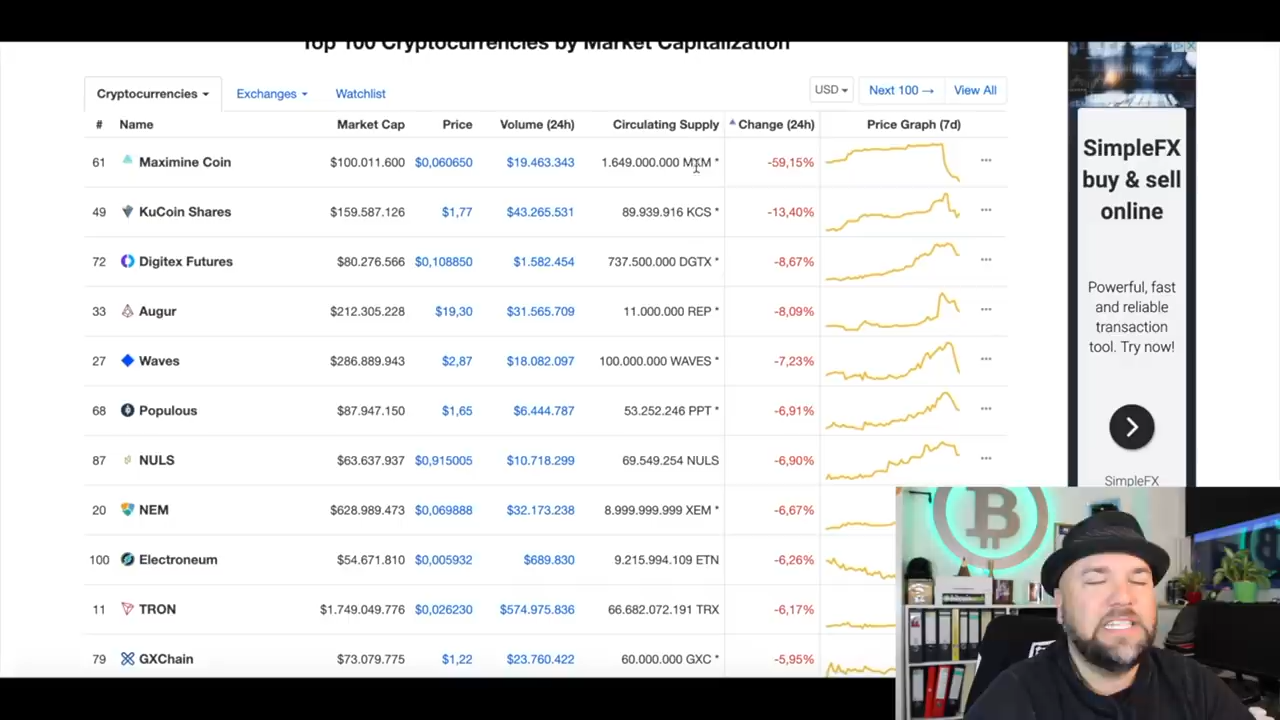 Top 100 Cryptocurrencies by Market Capitalization
Cryptocurrencies Exchanges Watchlist USD Next 100 → View All
# Name Market Cap Price Volume (24h) Circulating Supply Change (24h) Price Graph (7d)
61 Maximine Coin $100.011.600 $0,060650 $19.463.343 1.649.000.000 MXM * -59,15%
49 KuCoin Shares $159.587.126 $1,77 $43.265.531 89.939.916 KCS * -13,40%
72 Digitex Futures $80.276.566 $0,108850 $1.582.454 737.500.000 DGTX * -8,67%
33 Augur $212.305.228 $19,30 $31.565.709 11.000.000 REP * -8,09%
27 Waves $286.889.943 $2,87 $18.082.097 100.000.000 WAVES * -7,23%
68 Populous $87.947.150 $1,65 $6.444.787 53.252.246 PPT * -6,91%
87 NULS $63.637.937 $0,915005 $10.718.299 69.549.254 NULS -6,90%
20 NEM $628.989.473 $0,069888 $32.173.238 8.999.999.999 XEM * -6,67%
100 Electroneum $54.671.810 $0,005932 $689.830 9.215.994.109 ETN -6,26%
11 TRON $1.749.049.776 $0,026230 $574.975.836 66.682.072.191 TRX -6,17%
79 GXChain $73.079.775 $1,22 $23.760.422 60.000.000 GXC * -5,95%
SimpleFX
buy & sell
online
Powerful, fast
and reliable
transaction
tool. Try now!
SimpleFX